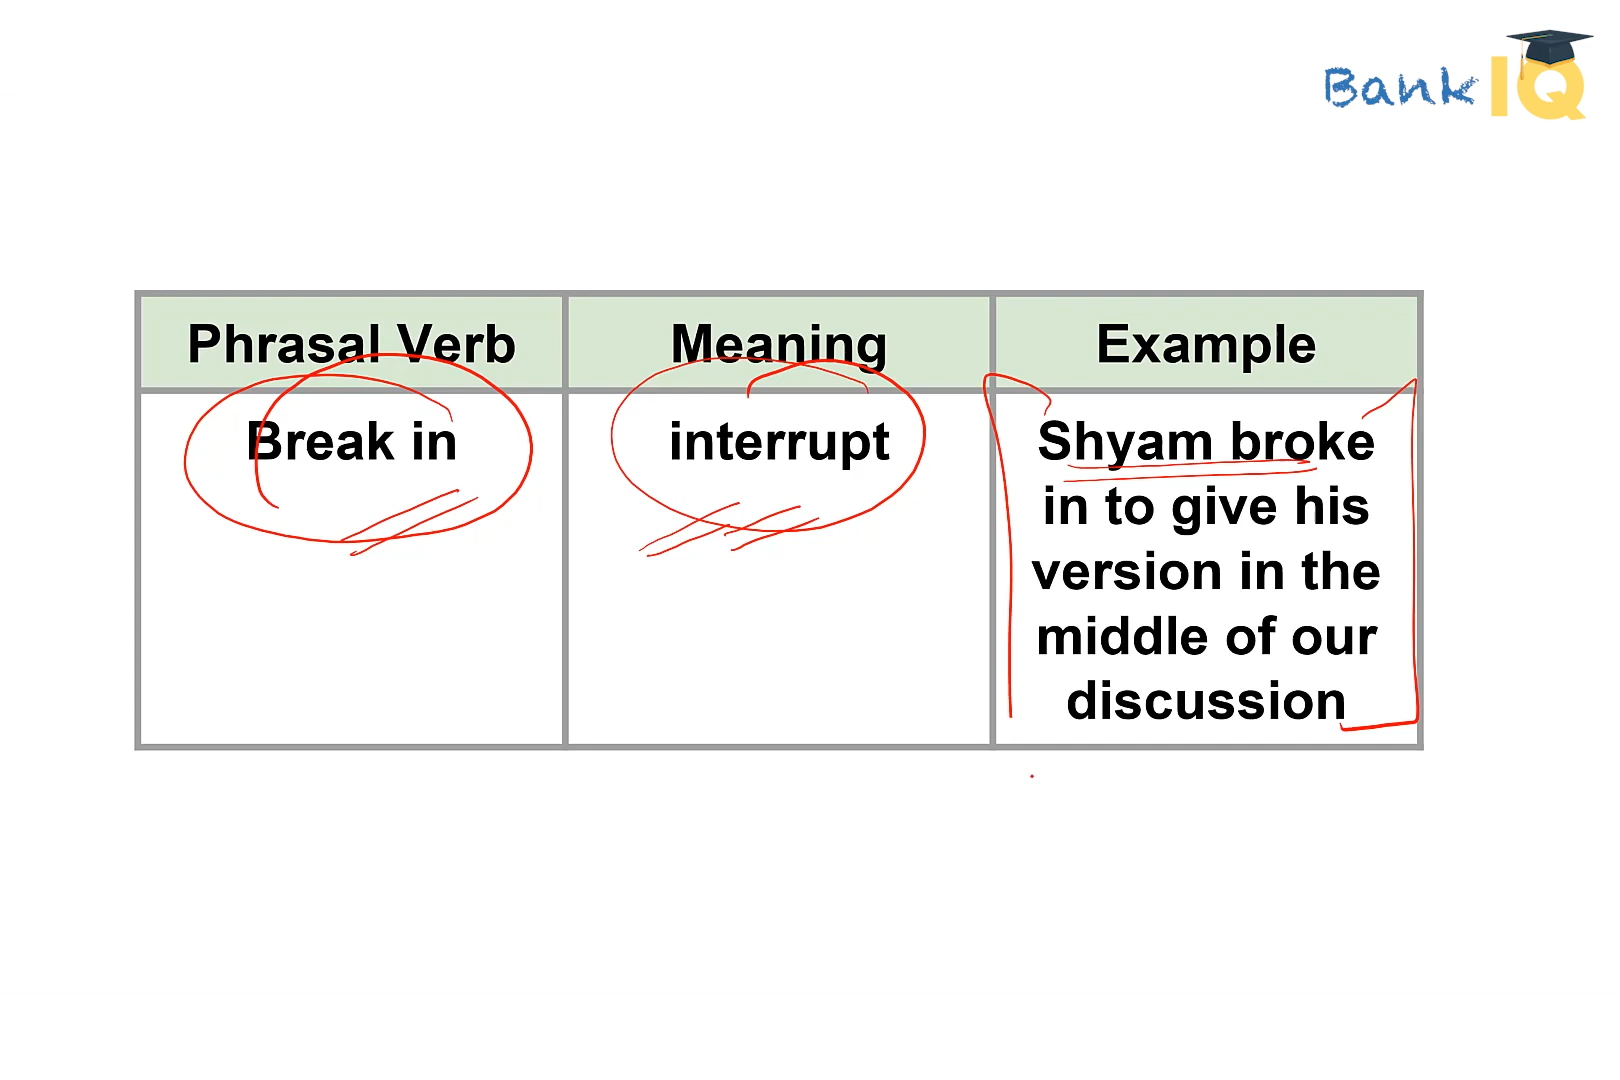 Bank IQ
Phrasal Verb Meaning Example
Break in interrupt Shyam broke
in to give his
version in the
middle of our
discussion